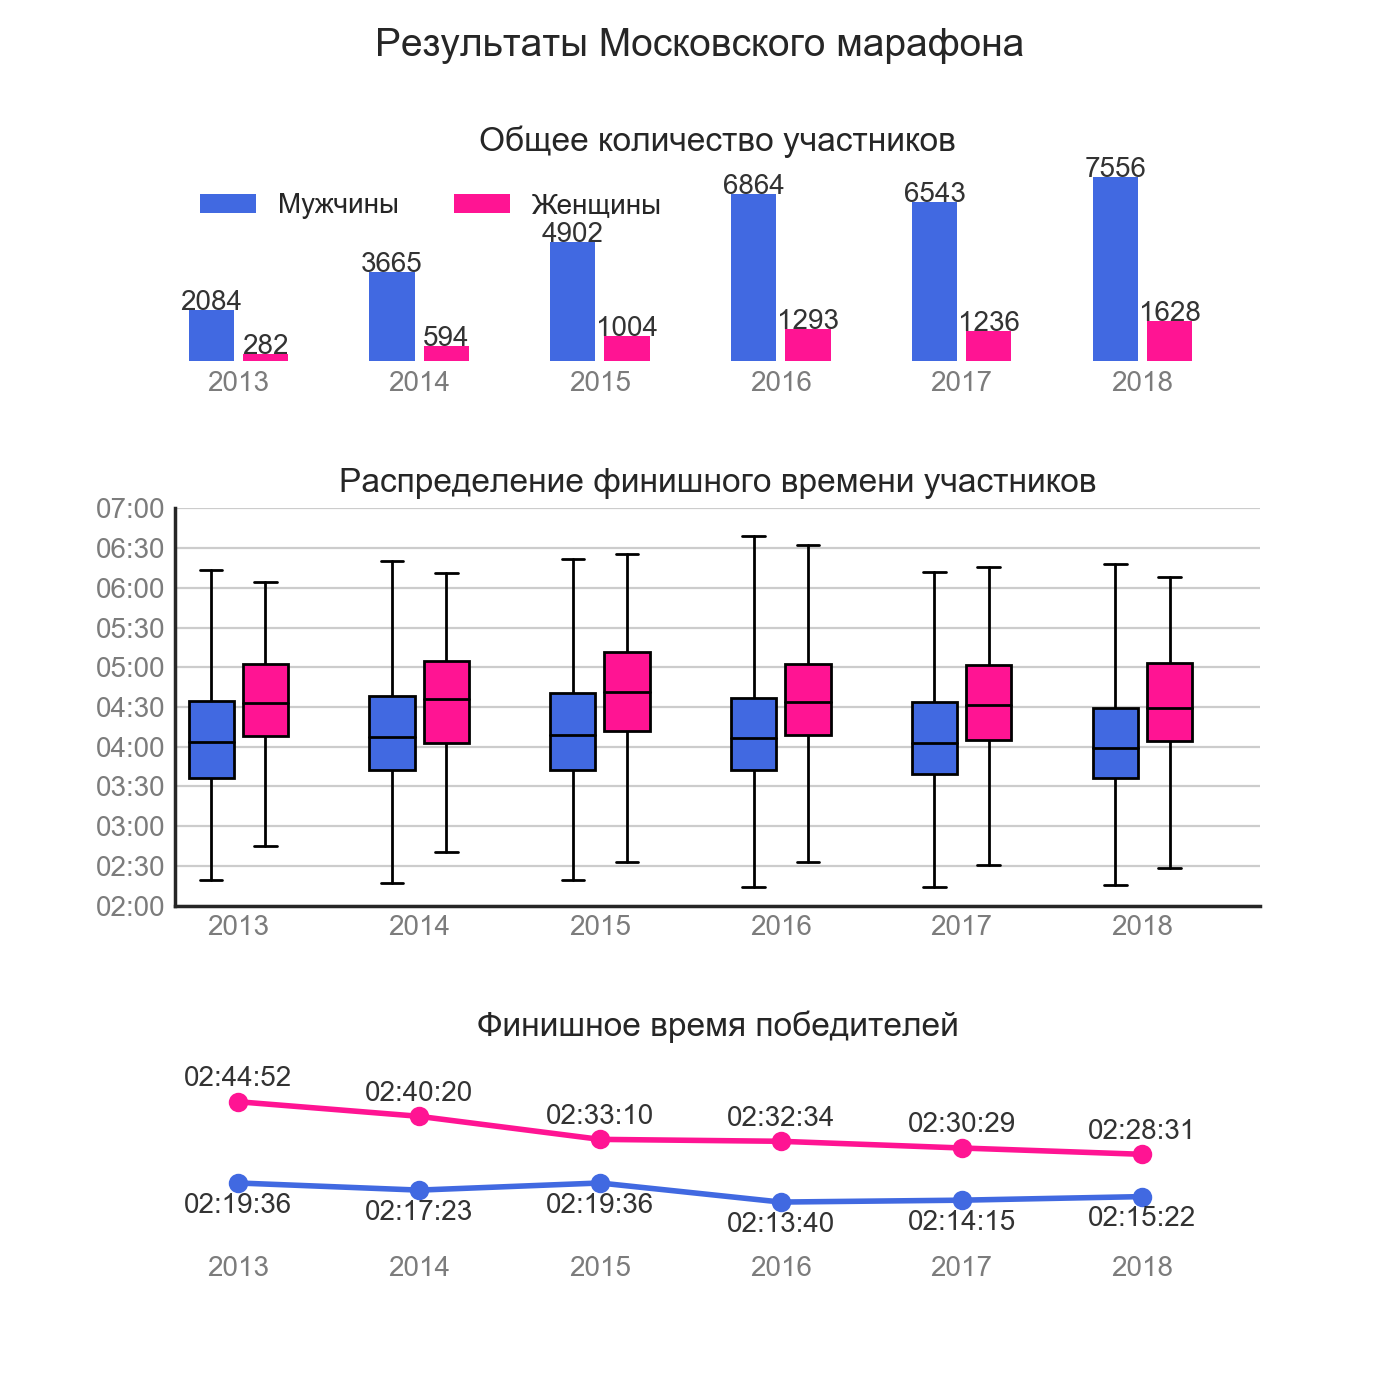 Результаты Московского марафона
Общее количество участников
Мужчины Женщины
2084 282 3665 594 4902 1004 6864 1293 6543 1236 7556 1628
2013 2014 2015 2016 2017 2018
Распределение финишного времени участников
07:00
06:30
06:00
05:30
05:00
04:30
04:00
03:30
03:00
02:30
02:00
2013 2014 2015 2016 2017 2018
Финишное время победителей
02:44:52 02:40:20 02:33:10 02:32:34 02:30:29 02:28:31
02:19:36 02:17:23 02:19:36 02:13:40 02:14:15 02:15:22
2013 2014 2015 2016 2017 2018